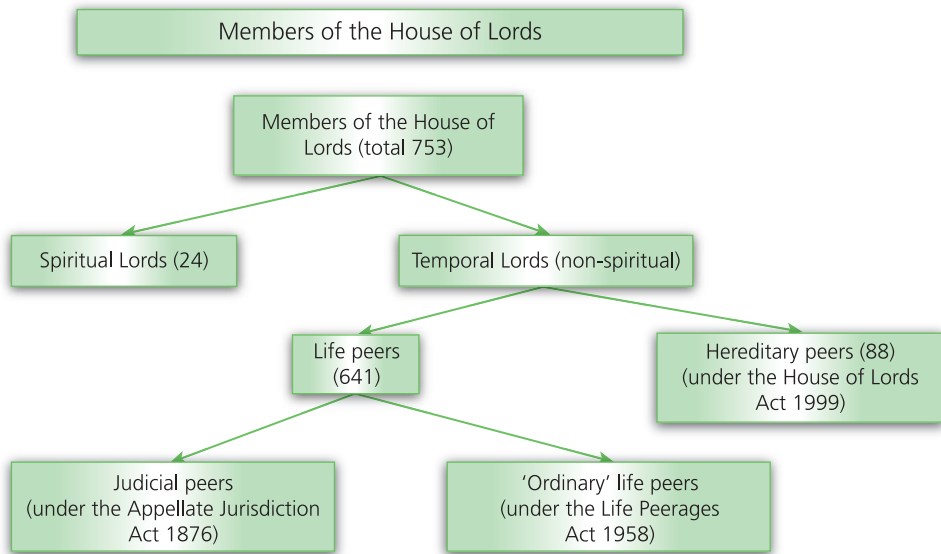 Members of the House of Lords
Members of the House of
Lords (total 753)
Spiritual Lords (24)
Temporal Lords (non-spiritual)
Life peers
(641)
Hereditary peers (88)
(under the House of Lords
Act 1999)
Judicial peers
(under the Appellate Jurisdiction
Act 1876)
‘Ordinary’ life peers
(under the Life Peerages
Act 1958)